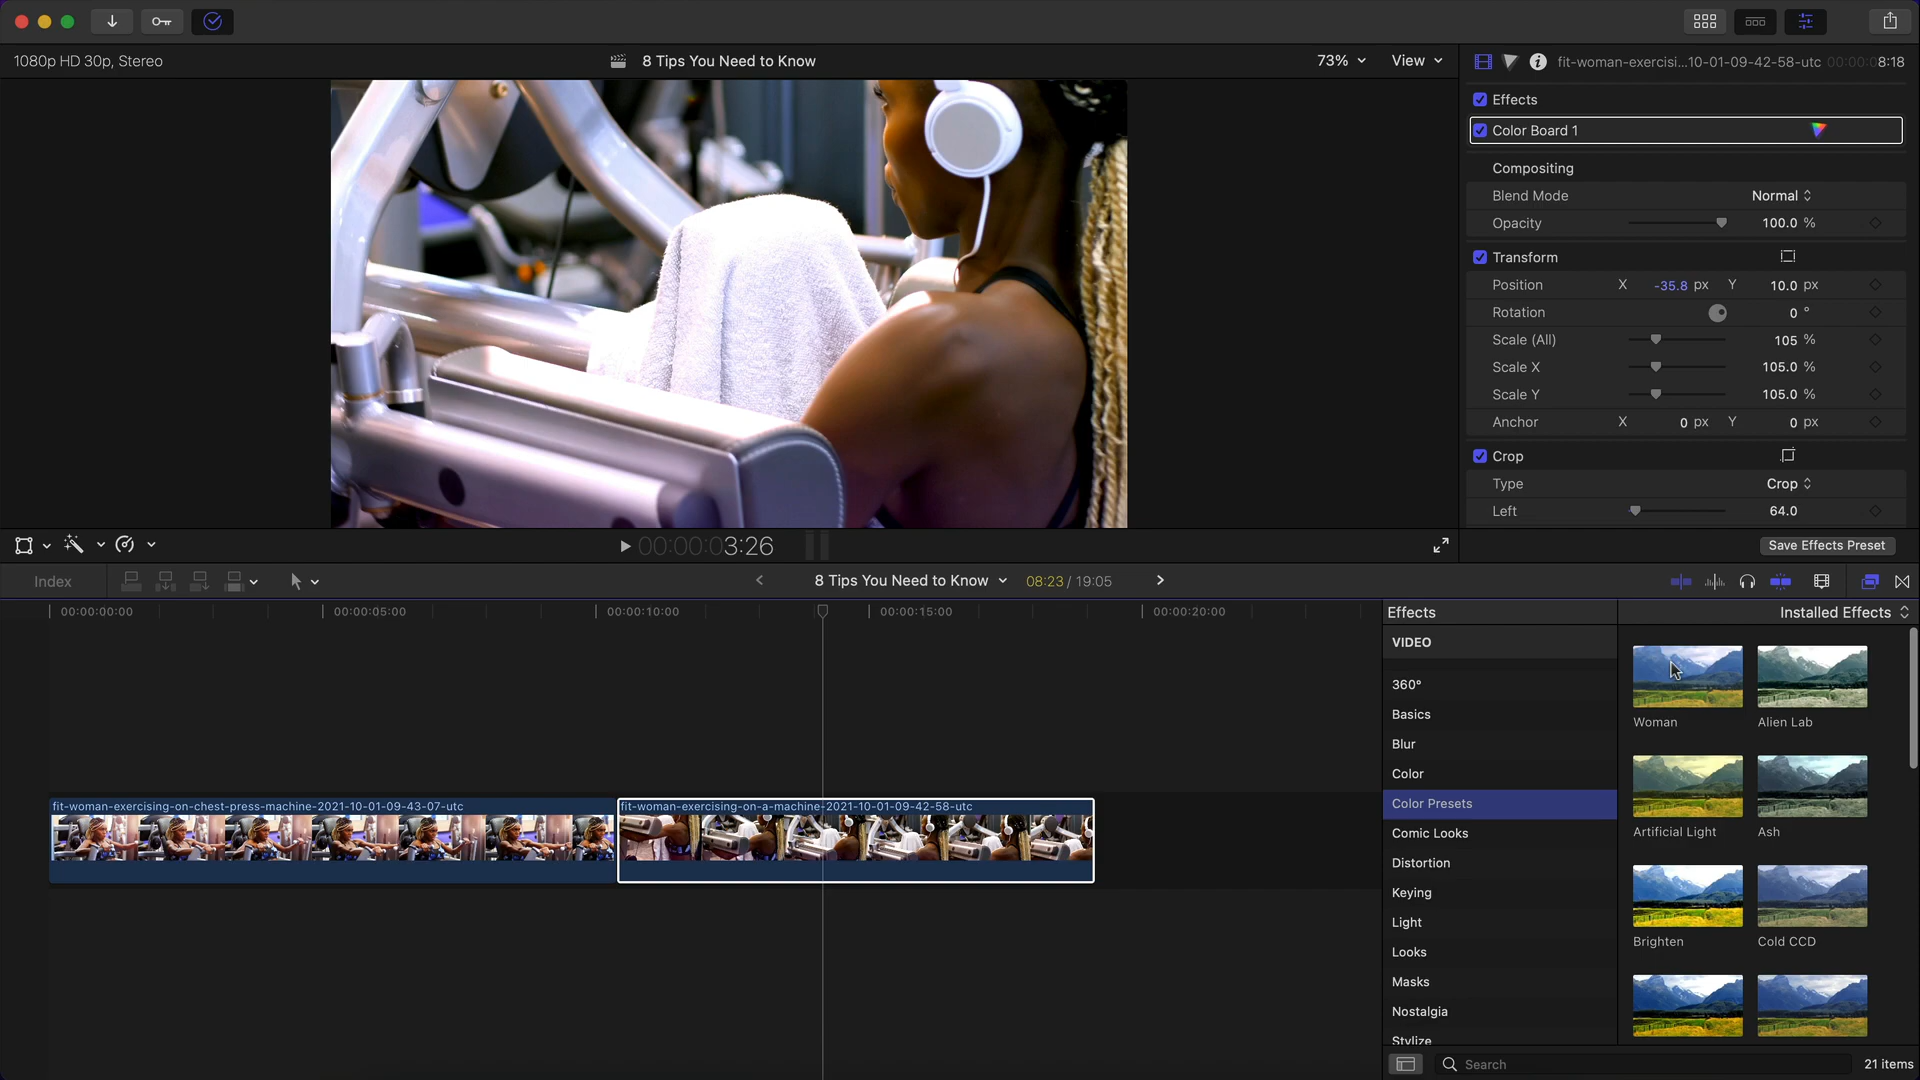 1080p HD 30p, Stereo
8 Tips You Need to Know
73%
View
fit-woman-exercisi...10-01-09-42-58-utc
00:00:08:18
Effects
Color Board 1
Compositing
Blend Mode
Normal
Opacity
100.0 %
Transform
Position X -35.8 px Y 10.0 px
Rotation 0 °
Scale (All) 105 %
Scale X 105.0 %
Scale Y 105.0 %
Anchor X 0 px Y 0 px
Crop
Type Crop
Left 64.0
00:00:03:26
Save Effects Preset
Index
8 Tips You Need to Know
08:23 / 19:05
00:00:00:00
00:00:05:00
00:00:10:00
00:00:15:00
00:00:20:00
fit-woman-exercising-on-chest-press-machine-2021-10-01-09-43-07-utc
fit-woman-exercising-on-a-machine-2021-10-01-09-42-58-utc
Effects
Installed Effects
VIDEO
360°
Basics
Blur
Color
Color Presets
Comic Looks
Distortion
Keying
Light
Looks
Masks
Nostalgia
Stylize
Woman
Alien Lab
Artificial Light
Ash
Brighten
Cold CCD
Search
21 items